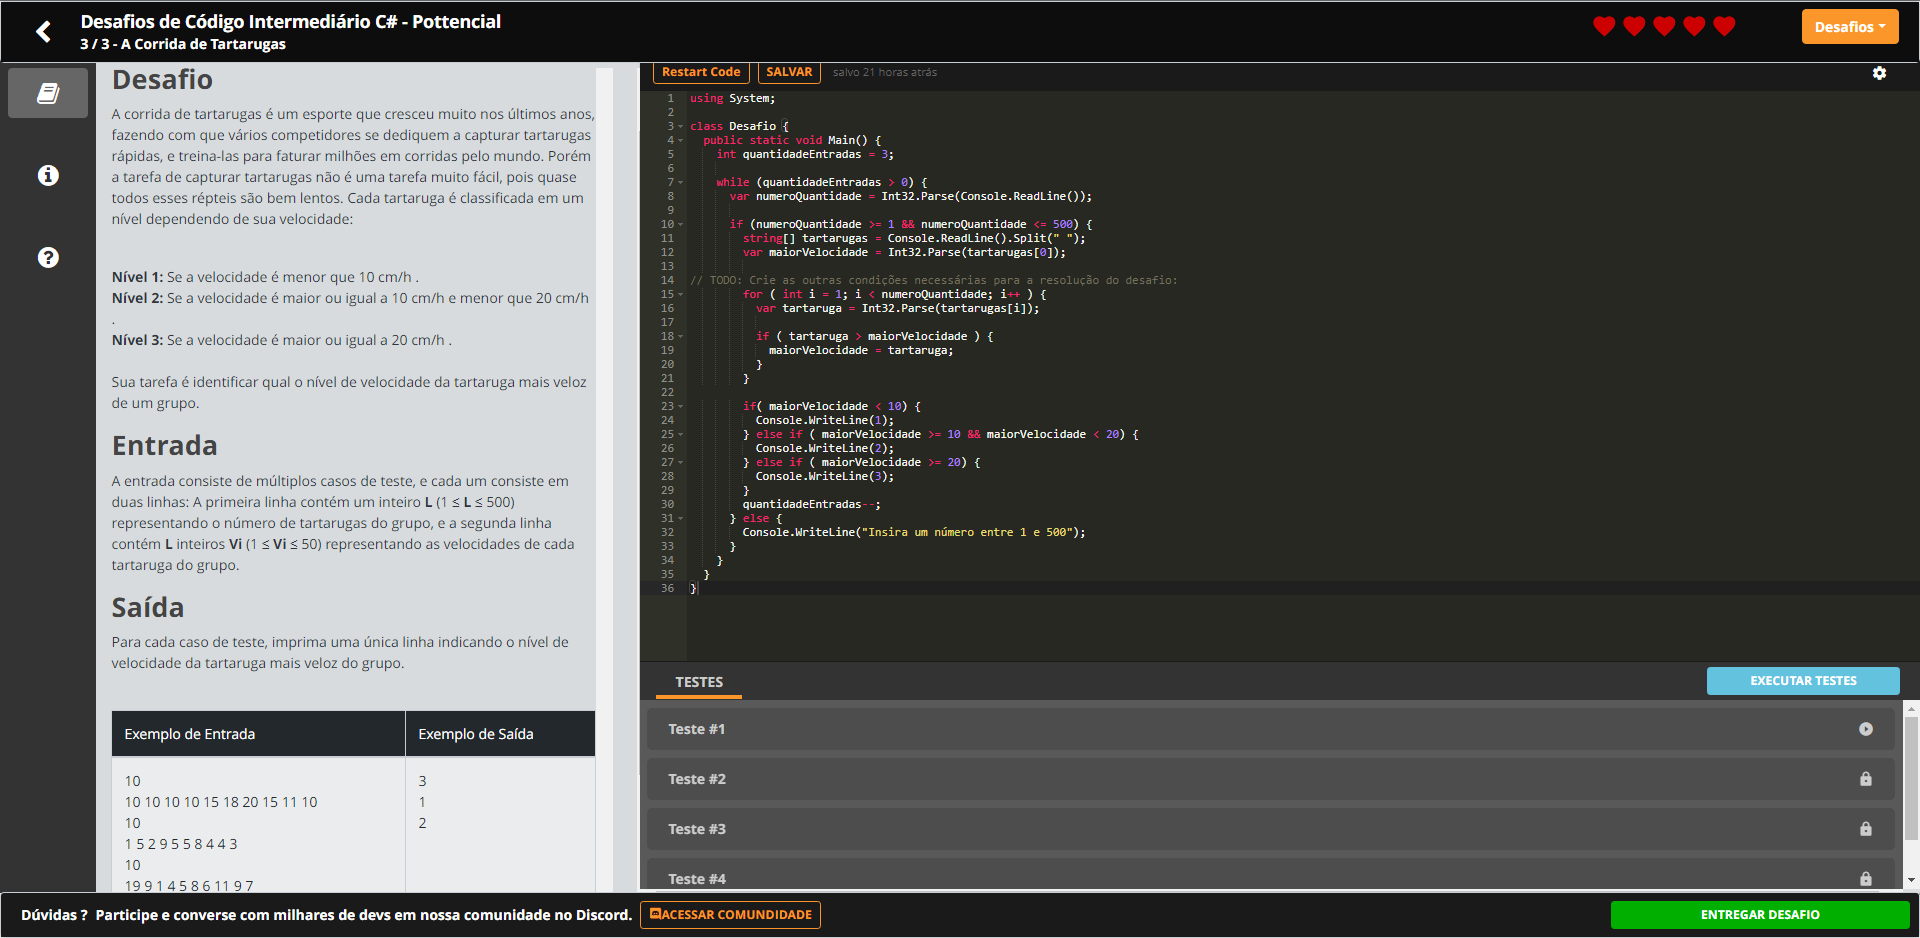 Desafios de Código Intermediário C# - Pottencial
3 / 3 - A Corrida de Tartarugas
Desafios
Desafio
A corrida de tartarugas é um esporte que cresceu muito nos últimos anos,
fazendo com que vários competidores se dediquem a capturar tartarugas
rápidas, e treina-las para faturar milhões em corridas pelo mundo. Porém
a tarefa de capturar tartarugas não é uma tarefa muito fácil, pois quase
todos esses répteis são bem lentos. Cada tartaruga é classificada em um
nível dependendo de sua velocidade:
Nível 1: Se a velocidade é menor que 10 cm/h .
Nível 2: Se a velocidade é maior ou igual a 10 cm/h e menor que 20 cm/h
.
Nível 3: Se a velocidade é maior ou igual a 20 cm/h .
Sua tarefa é identificar qual o nível de velocidade da tartaruga mais veloz
de um grupo.
Entrada
A entrada consiste de múltiplos casos de teste, e cada um consiste em
duas linhas: A primeira linha contém um inteiro L (1 ≤ L ≤ 500)
representando o número de tartarugas do grupo, e a segunda linha
contém L inteiros Vi (1 ≤ Vi ≤ 50) representando as velocidades de cada
tartaruga do grupo.
Saída
Para cada caso de teste, imprima uma única linha indicando o nível de
velocidade da tartaruga mais veloz do grupo.
Exemplo de Entrada
Exemplo de Saída
10
10 10 10 10 15 18 20 15 11 10
10
1 5 2 9 5 5 8 4 4 3
10
19 9 1 4 5 8 6 11 9 7
3
1
2
Restart Code
SALVAR
salvo 21 horas atrás
1 using System;
2
3 class Desafio {
4 public static void Main() {
5 int quantidadeEntradas = 3;
6
7 while (quantidadeEntradas > 0) {
8 var numeroQuantidade = Int32.Parse(Console.ReadLine());
9
10 if (numeroQuantidade >= 1 && numeroQuantidade <= 500) {
11 string[] tartarugas = Console.ReadLine().Split(" ");
12 var maiorVelocidade = Int32.Parse(tartarugas[0]);
13
14 // TODO: Crie as outras condições necessárias para a resolução do desafio:
15 for ( int i = 1; i < numeroQuantidade; i++ ) {
16 var tartaruga = Int32.Parse(tartarugas[i]);
17
18 if ( tartaruga > maiorVelocidade ) {
19 maiorVelocidade = tartaruga;
20 }
21 }
22
23 if( maiorVelocidade < 10) {
24 Console.WriteLine(1);
25 } else if ( maiorVelocidade >= 10 && maiorVelocidade < 20) {
26 Console.WriteLine(2);
27 } else if ( maiorVelocidade >= 20) {
28 Console.WriteLine(3);
29 }
30 quantidadeEntradas--;
31 } else {
32 Console.WriteLine("Insira um número entre 1 e 500");
33 }
34 }
35 }
36 }
TESTES
EXECUTAR TESTES
Teste #1
Teste #2
Teste #3
Teste #4
Dúvidas ? Participe e converse com milhares de devs em nossa comunidade no Discord.
ACESSAR COMUNDIDADE
ENTREGAR DESAFIO